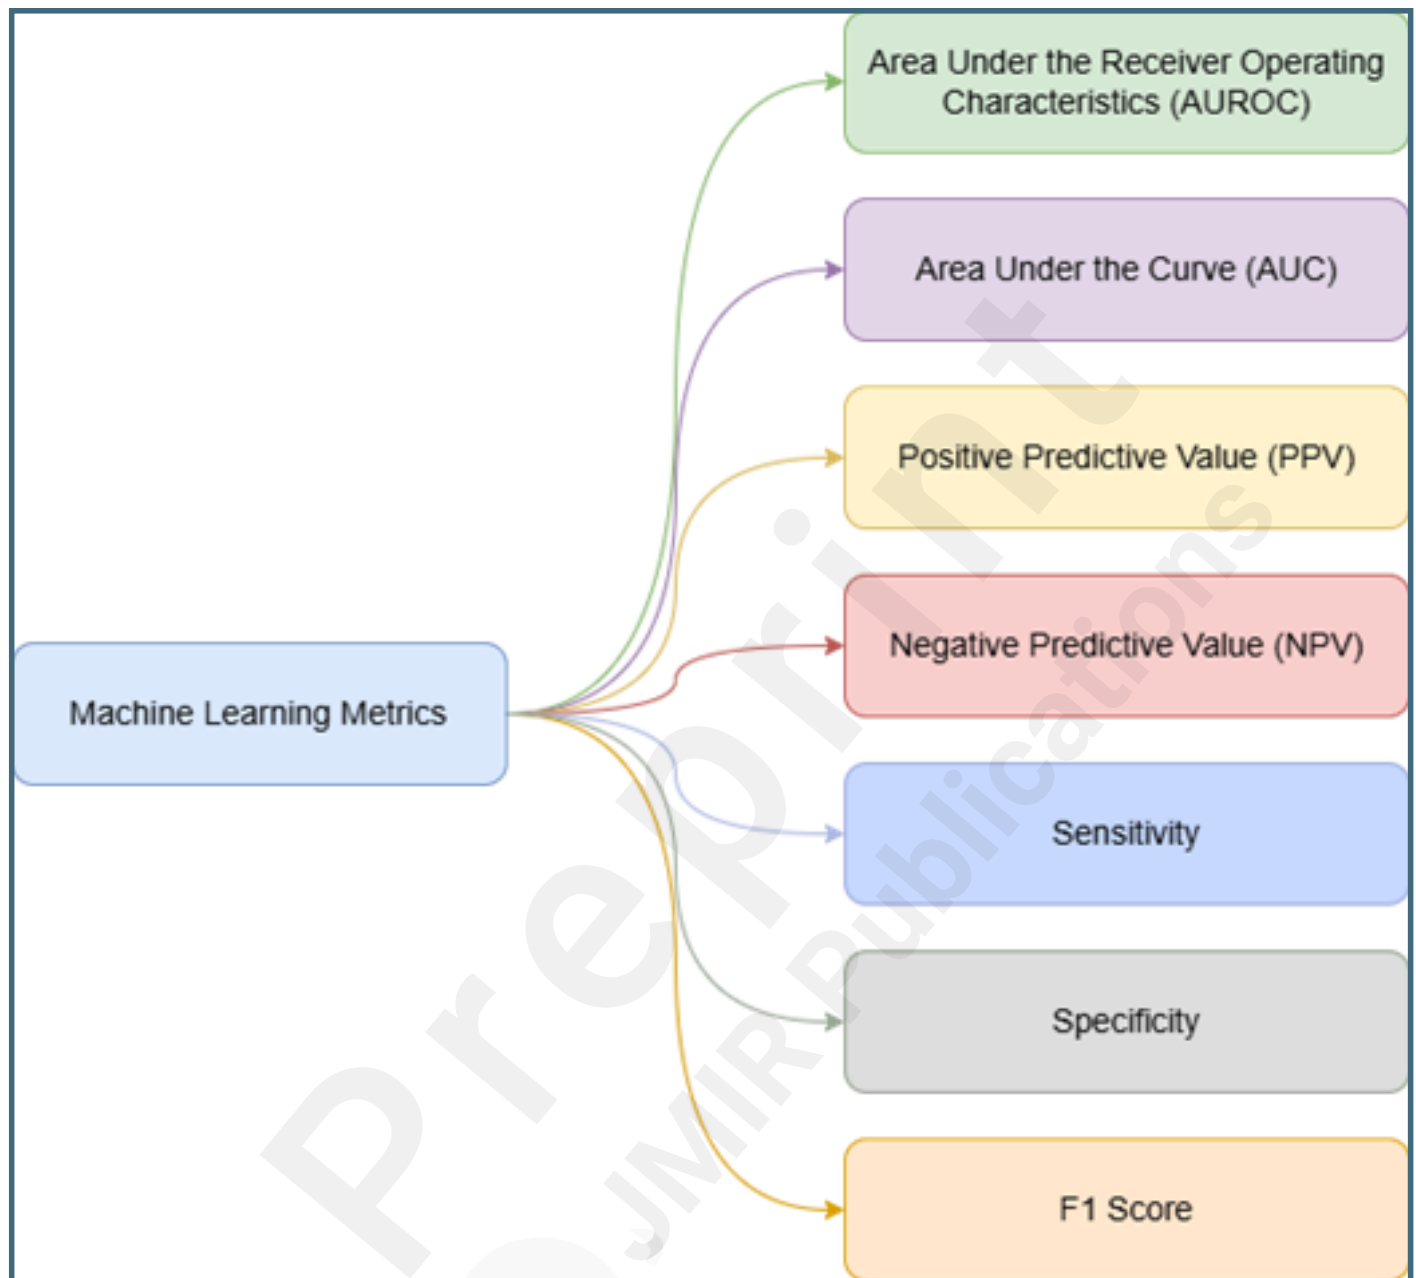 Area Under the Receiver Operating
Characteristics (AUROC)
Area Under the Curve (AUC)
Positive Predictive Value (PPV)
Negative Predictive Value (NPV)
Machine Learning Metrics
Sensitivity
Specificity
F1 Score
Preprint
JMIR Publications